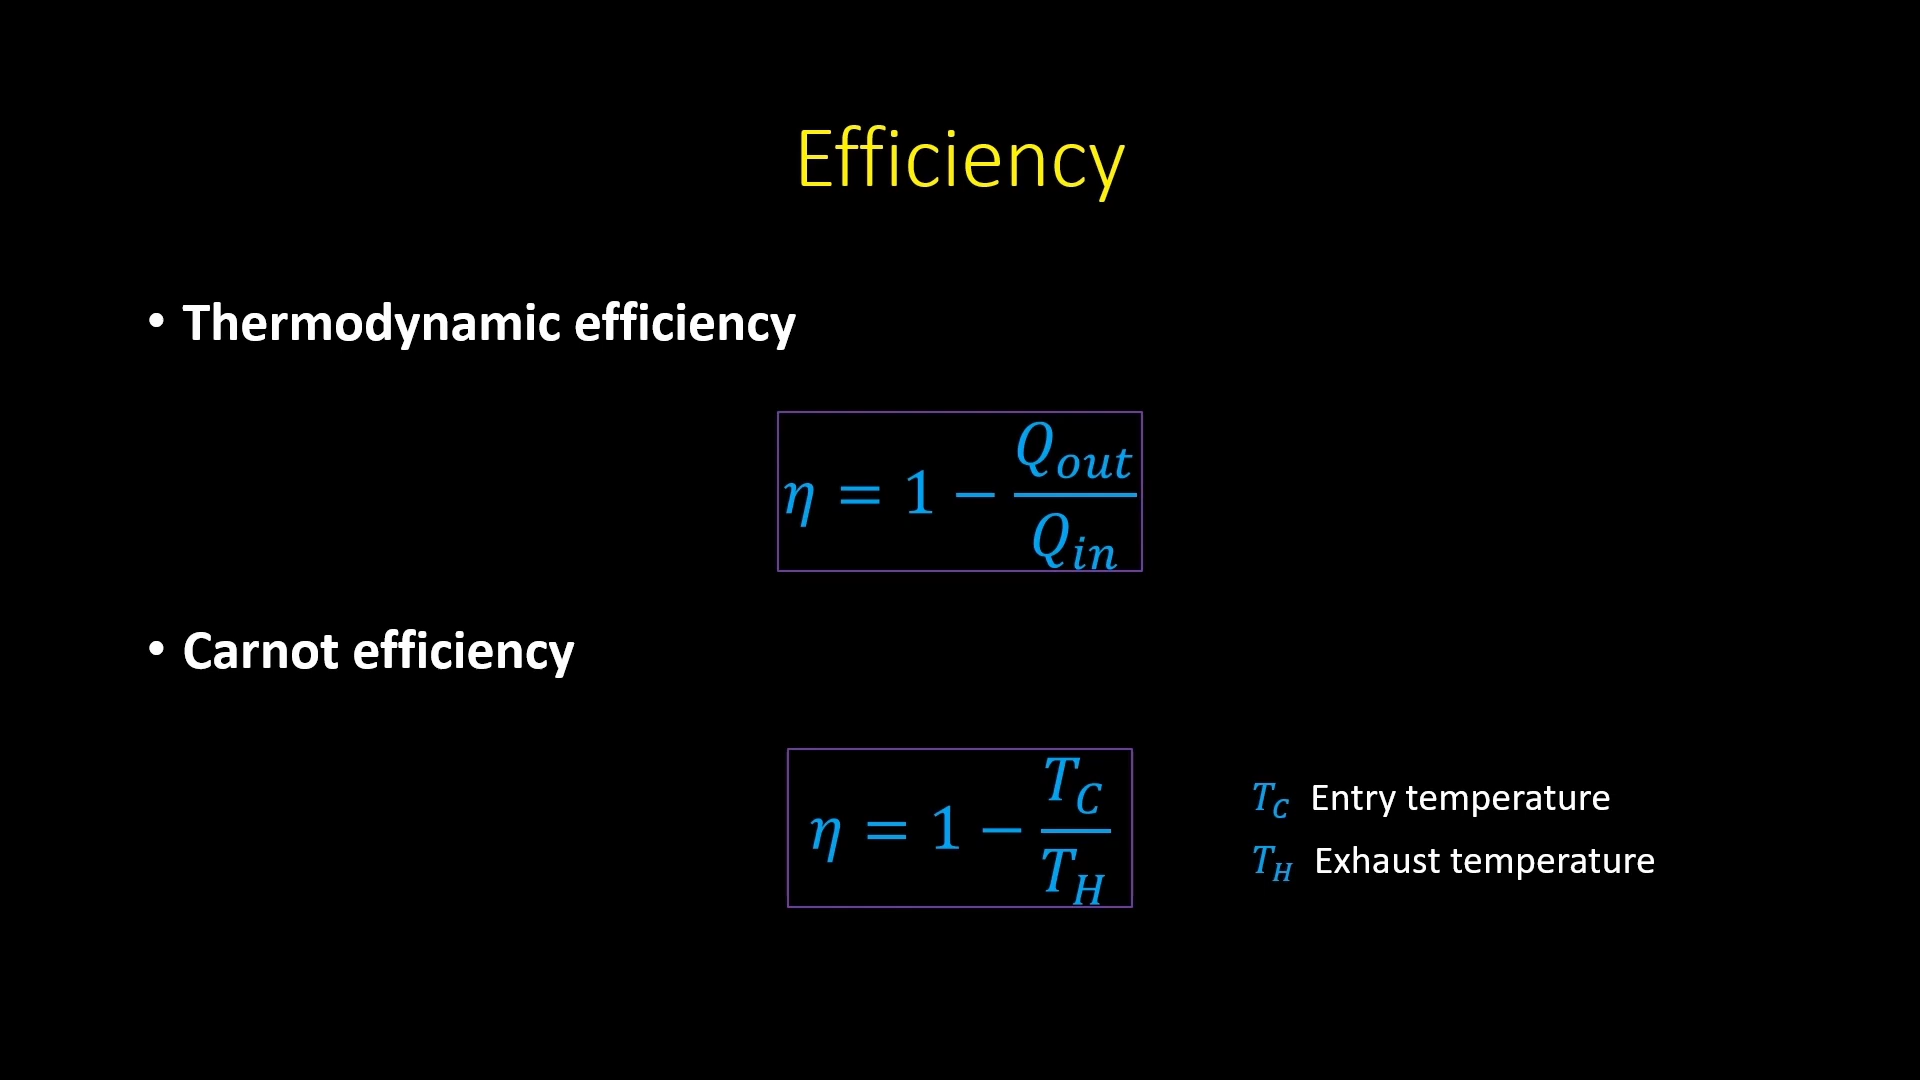 Efficiency
• Thermodynamic efficiency
η = 1 − Q_out / Q_in
• Carnot efficiency
η = 1 − T_C / T_H
T_C Entry temperature
T_H Exhaust temperature